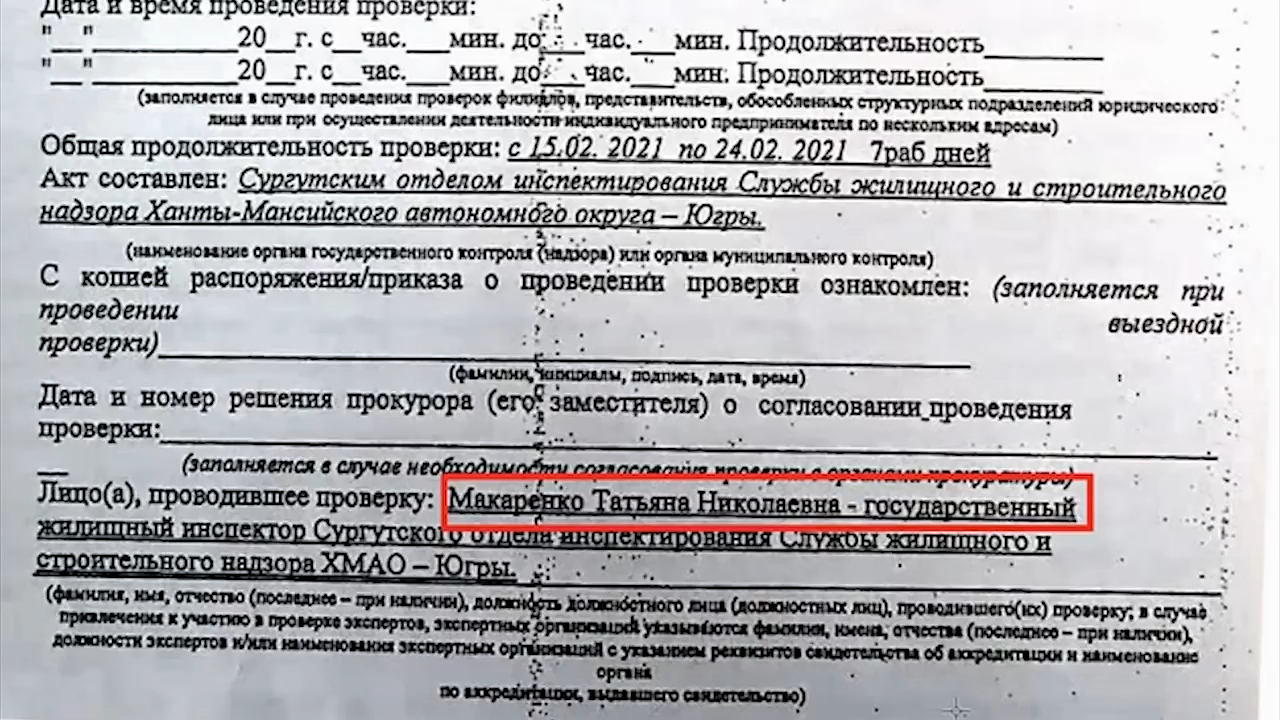 Дата и время проведения проверки:
"__"__________20__г. с__час.___мин. до___час.___мин. Продолжительность________
"__"__________20__г. с__час.___мин. до___час.___мин. Продолжительность________
(заполняется в случае проведения проверок филиалов, представительств, обособленных структурных подразделений юридического
лица или при осуществлении деятельности индивидуального предпринимателя по нескольким адресам)
Общая продолжительность проверки: с 15.02. 2021 по 24.02. 2021 7раб дней
Акт составлен: Сургутским отделом инспектирования Службы жилищного и строительного
надзора Ханты-Мансийского автономного округа – Югры.
(наименование органа государственного контроля (надзора) или органа муниципального контроля)
С копией распоряжения/приказа о проведении проверки ознакомлен: (заполняется при
проведении выездной
проверки)
(фамилии, инициалы, подпись, дата, время)
Дата и номер решения прокурора (его заместителя) о согласовании проведения
проверки:
(заполняется в случае необходимости согласования проверки с органами прокуратуры)
Лицо(а), проводившее проверку: Макаренко Татьяна Николаевна - государственный
жилищный инспектор Сургутского отдела инспектирования Службы жилищного и
строительного надзора ХМАО – Югры.
(фамилия, имя, отчество (последнее – при наличии), должность должностного лица (должностных лиц), проводившего(их) проверку; в случае
привлечения к участию в проверке экспертов, экспертных организаций указываются фамилии, имена, отчества (последнее – при наличии),
должности экспертов и/или наименования экспертных организаций с указанием реквизитов свидетельства об аккредитации и наименование
органа
по аккредитации, выдавшего свидетельство)